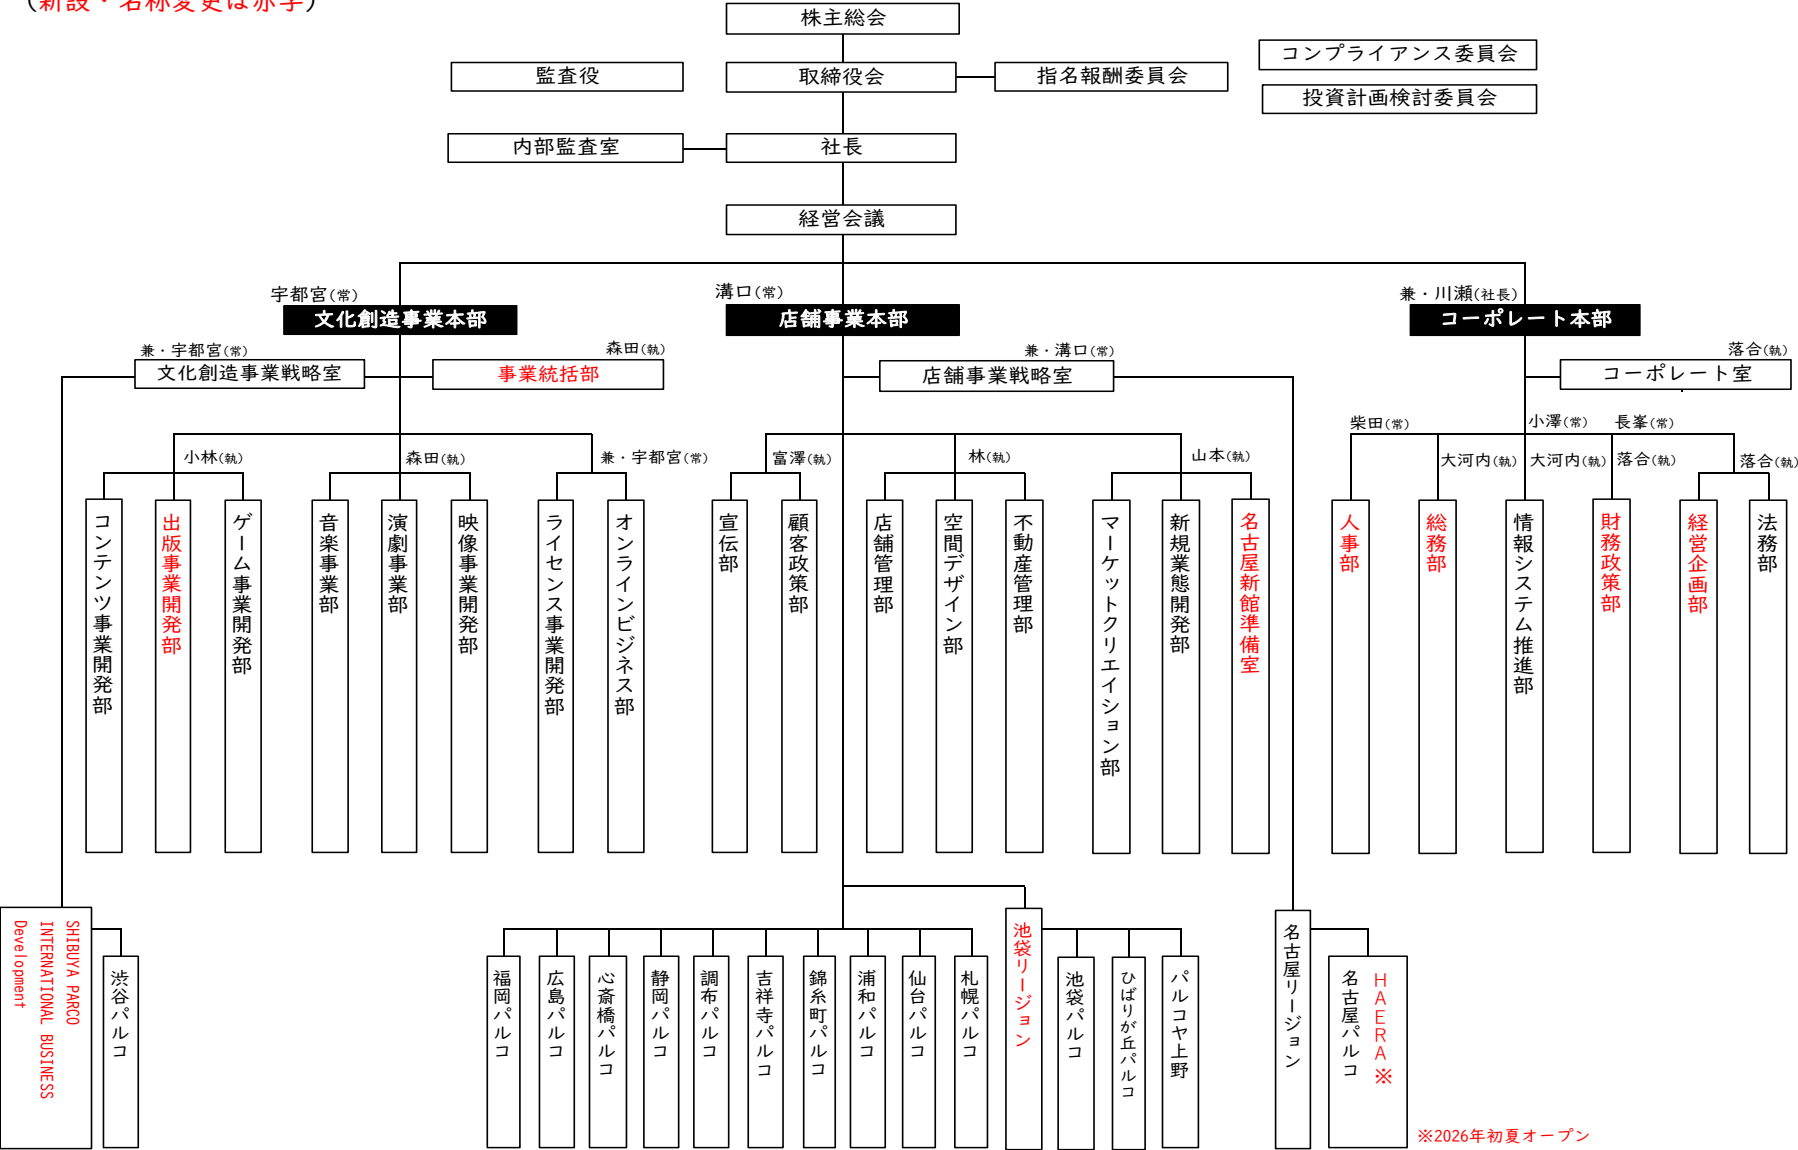 (新設・名称変更は赤字)
株主総会
監査役
取締役会
指名報酬委員会
コンプライアンス委員会
投資計画検討委員会
内部監査室
社長
経営会議
宇都宮(常)
文化創造事業本部
溝口(常)
店舗事業本部
兼・川瀬(社長)
コーポレート本部
兼・宇都宮(常)
文化創造事業戦略室
森田(執)
事業統括部
兼・溝口(常)
店舗事業戦略室
落合(執)
コーポレート室
小林(執)
森田(執)
兼・宇都宮(常)
富澤(執)
林(執)
山本(執)
柴田(常)
大河内(執)
小澤(常)
大河内(執)
長峯(常)
落合(執)
落合(執)
コンテンツ事業開発部
出版事業開発部
ゲーム事業開発部
音楽事業部
演劇事業部
映像事業開発部
ライセンス事業開発部
オンラインビジネス部
宣伝部
顧客政策部
店舗管理部
空間デザイン部
不動産管理部
マーケットクリエイション部
新規業態開発部
名古屋新館準備室
人事部
総務部
情報システム推進部
財務政策部
経営企画部
法務部
SHIBUYA PARCO
INTERNATIONAL BUSINESS
Development
渋谷パルコ
福岡パルコ
広島パルコ
心斎橋パルコ
静岡パルコ
調布パルコ
吉祥寺パルコ
錦糸町パルコ
浦和パルコ
仙台パルコ
札幌パルコ
池袋リージョン
池袋パルコ
ひばりが丘パルコ
パルコヤ上野
名古屋リージョン
名古屋パルコ
HAERA※
※2026年初夏オープン